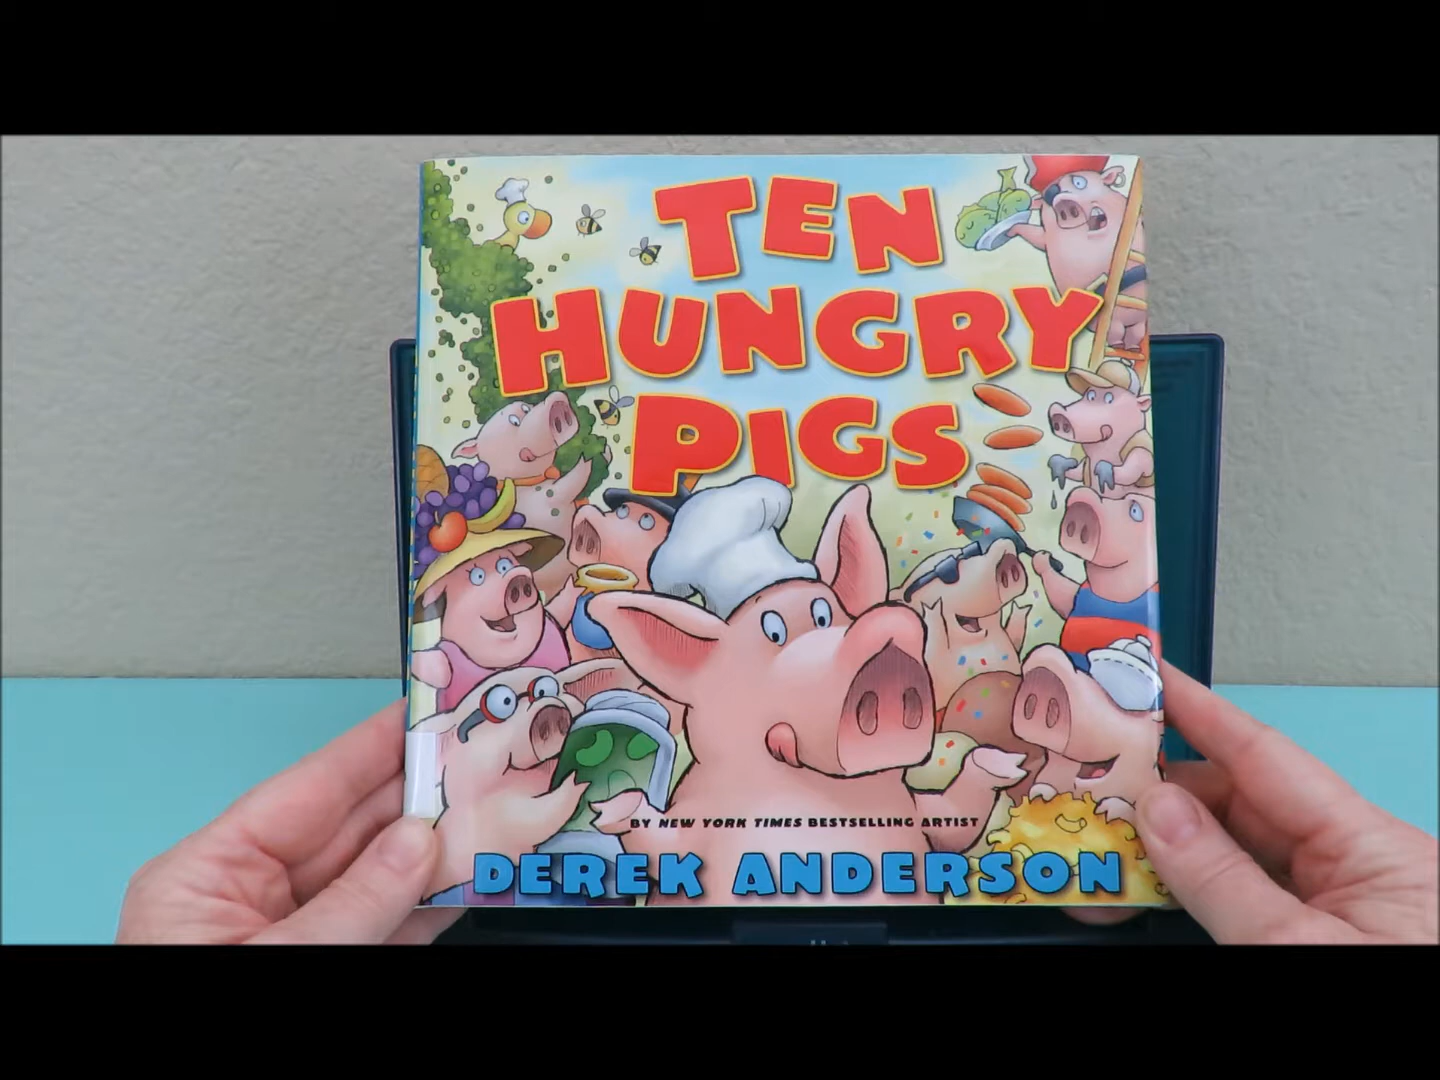 TEN
HUNGRY
PIGS
BY NEW YORK TIMES BESTSELLING ARTIST
DEREK ANDERSON